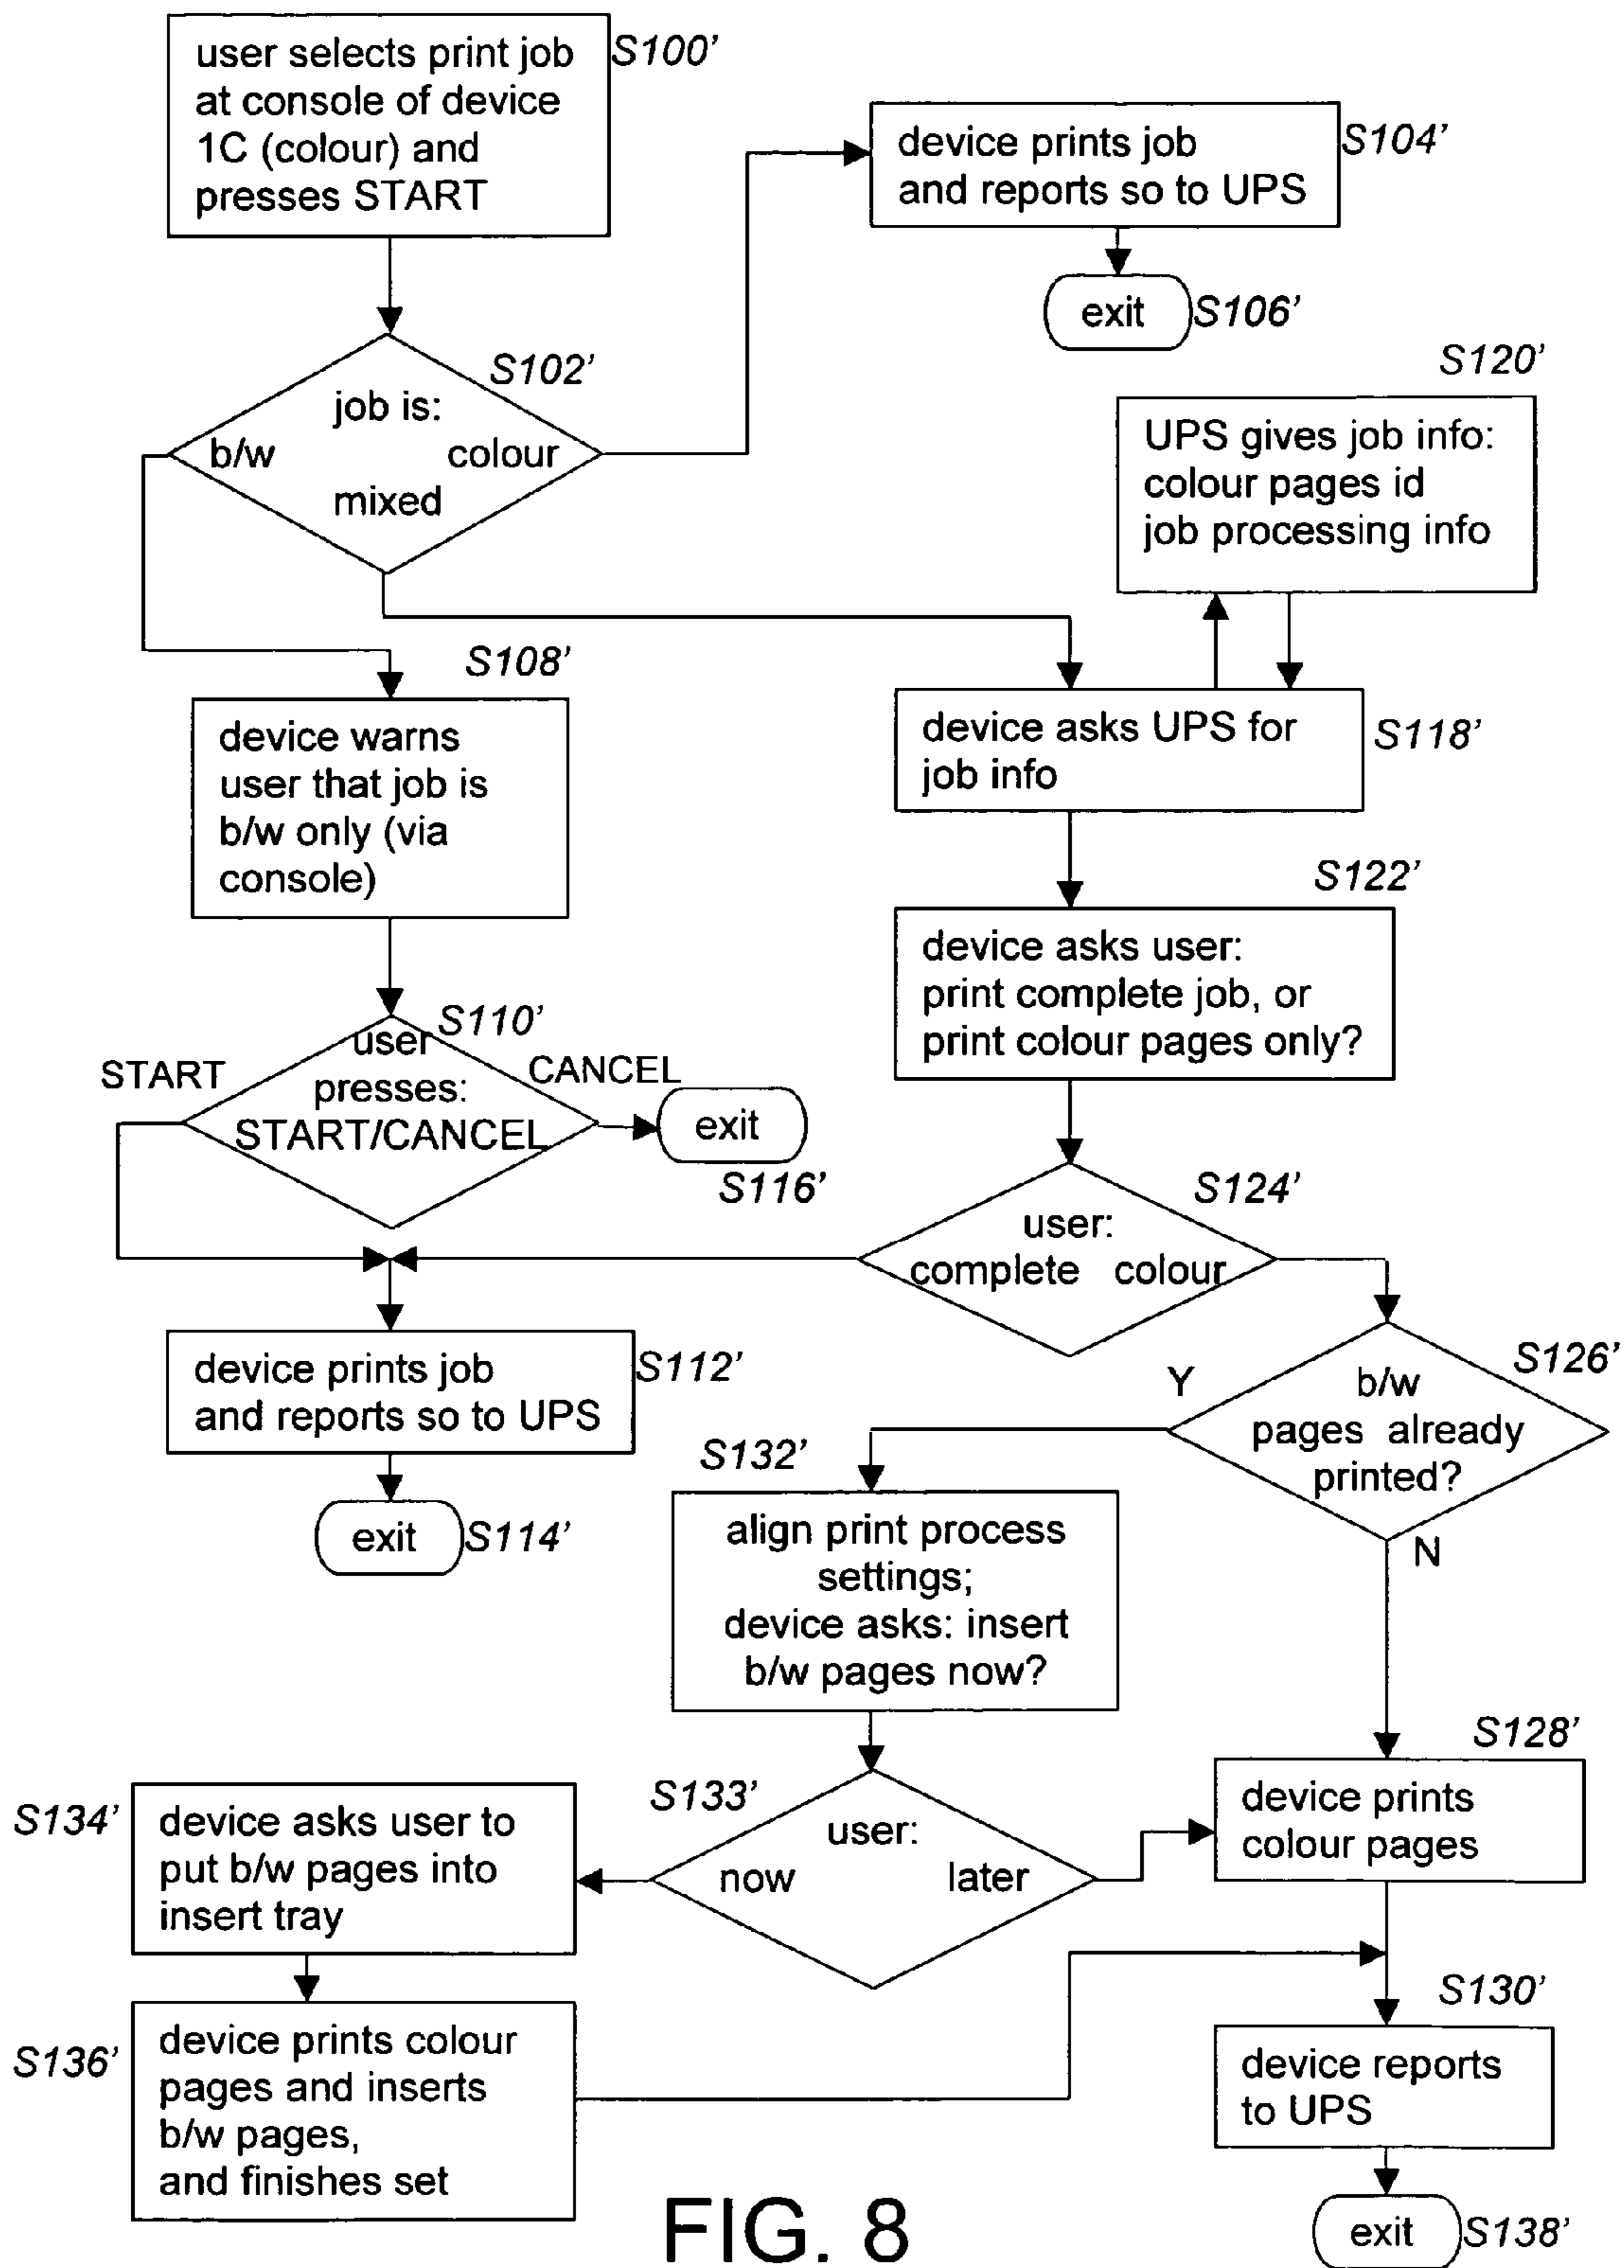 user selects print job
at console of device
1C (colour) and
presses START
S100'
device prints job
and reports so to UPS
S104'
exit
S106'
S102'
job is:
b/w colour
mixed
S120'
UPS gives job info:
colour pages id
job processing info
S108'
device warns
user that job is
b/w only (via
console)
device asks UPS for
job info
S118'
S122'
device asks user:
print complete job, or
print colour pages only?
S110'
user
presses:
START/CANCEL
START
CANCEL
exit
S116'
S124'
user:
complete colour
device prints job
and reports so to UPS
S112'
exit
S114'
S126'
b/w
pages already
printed?
Y
N
S132'
align print process
settings;
device asks: insert
b/w pages now?
S128'
device prints
colour pages
S133'
user:
now later
S134'
device asks user to
put b/w pages into
insert tray
S136'
device prints colour
pages and inserts
b/w pages,
and finishes set
S130'
device reports
to UPS
exit
S138'
FIG. 8